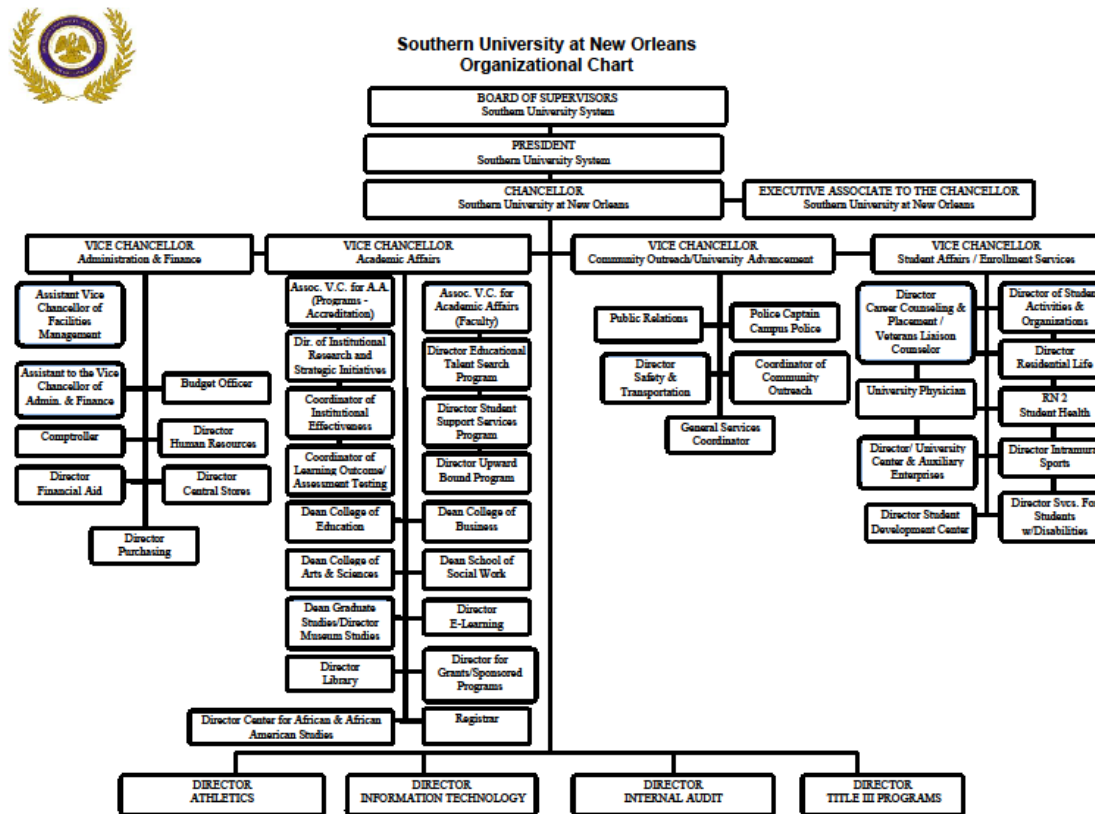 Southern University at New Orleans
Organizational Chart
BOARD OF SUPERVISORS
Southern University System
PRESIDENT
Southern University System
CHANCELLOR
Southern University at New Orleans
EXECUTIVE ASSOCIATE TO THE CHANCELLOR
Southern University at New Orleans
VICE CHANCELLOR
Administration & Finance
VICE CHANCELLOR
Academic Affairs
VICE CHANCELLOR
Community Outreach/University Advancement
VICE CHANCELLOR
Student Affairs / Enrollment Services
Assistant Vice
Chancellor of
Facilities
Management
Assistant to the Vice
Chancellor of
Admin. & Finance
Budget Officer
Comptroller
Director
Human Resources
Director
Financial Aid
Director
Central Stores
Director
Purchasing
Assoc. V.C. for A.A.
(Programs -
Accreditation)
Assoc. V.C. for
Academic Affairs
(Faculty)
Dir. of Institutional
Research and
Strategic Initiatives
Director Educational
Talent Search
Program
Coordinator of
Institutional
Effectiveness
Director Student
Support Services
Program
Coordinator of
Learning Outcome/
Assessment Testing
Director Upward
Bound Program
Dean College of
Education
Dean College of
Business
Dean College of
Arts & Sciences
Dean School of
Social Work
Dean Graduate
Studies/Director
Museum Studies
Director
E-Learning
Director
Library
Director for
Grants/Sponsored
Programs
Director Center for African & African
American Studies
Registrar
Public Relations
Police Captain
Campus Police
Director
Safety &
Transportation
Coordinator of
Community
Outreach
General Services
Coordinator
Director
Career Counseling &
Placement /
Veterans Liaison
Counselor
Director of Student
Activities &
Organizations
Director
Residential Life
University Physician
RN 2
Student Health
Director/ University
Center & Auxiliary
Enterprises
Director Intramural
Sports
Director Student
Development Center
Director Svcs. For
Students
w/Disabilities
DIRECTOR
ATHLETICS
DIRECTOR
INFORMATION TECHNOLOGY
DIRECTOR
INTERNAL AUDIT
DIRECTOR
TITLE III PROGRAMS